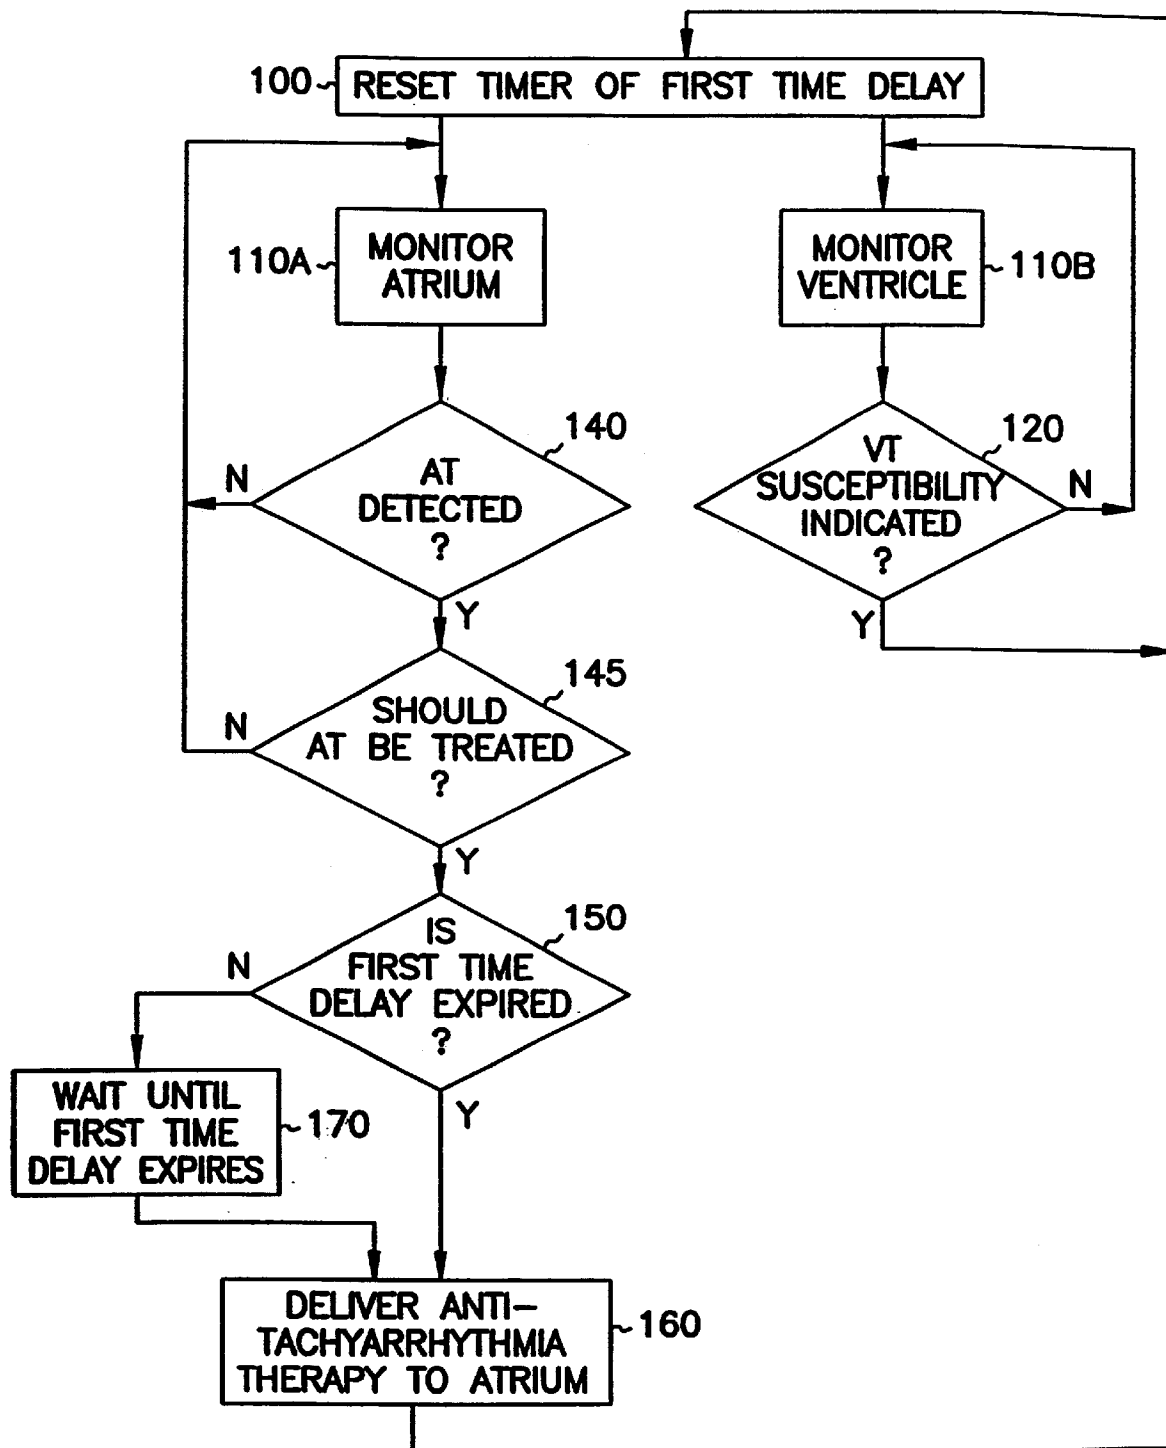 100
RESET TIMER OF FIRST TIME DELAY
110A
MONITOR
ATRIUM
MONITOR
VENTRICLE
110B
140
AT
DETECTED
?
N
Y
120
VT
SUSCEPTIBILITY
INDICATED
?
N
Y
145
SHOULD
AT BE TREATED
?
N
Y
150
IS
FIRST TIME
DELAY EXPIRED
?
N
Y
WAIT UNTIL
FIRST TIME
DELAY EXPIRES
170
DELIVER ANTI-
TACHYARRHYTHMIA
THERAPY TO ATRIUM
160